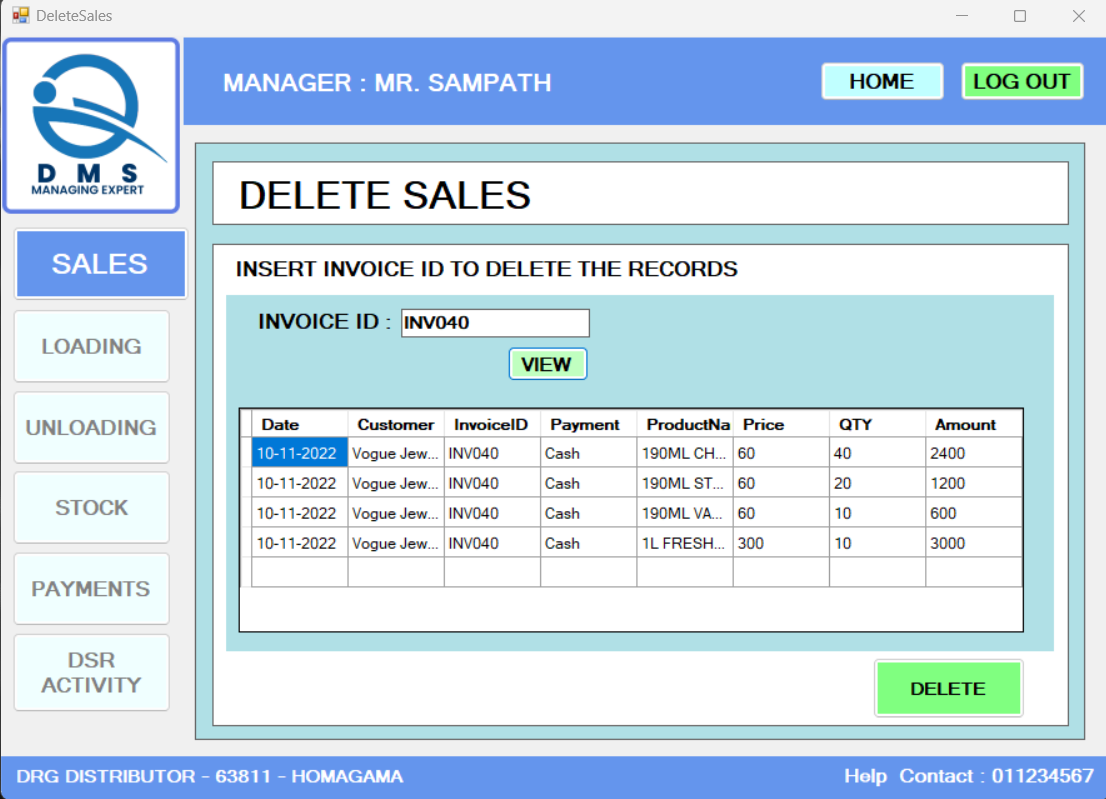 DeleteSales
D M S
MANAGING EXPERT
MANAGER : MR. SAMPATH
HOME
LOG OUT
SALES
LOADING
UNLOADING
STOCK
PAYMENTS
DSR
ACTIVITY
DELETE SALES
INSERT INVOICE ID TO DELETE THE RECORDS
INVOICE ID : INV040
VIEW
Date Customer InvoiceID Payment ProductNa Price QTY Amount
10-11-2022 Vogue Jew... INV040 Cash 190ML CH... 60 40 2400
10-11-2022 Vogue Jew... INV040 Cash 190ML ST... 60 20 1200
10-11-2022 Vogue Jew... INV040 Cash 190ML VA... 60 10 600
10-11-2022 Vogue Jew... INV040 Cash 1L FRESH... 300 10 3000
DELETE
DRG DISTRIBUTOR - 63811 - HOMAGAMA
Help Contact : 011234567